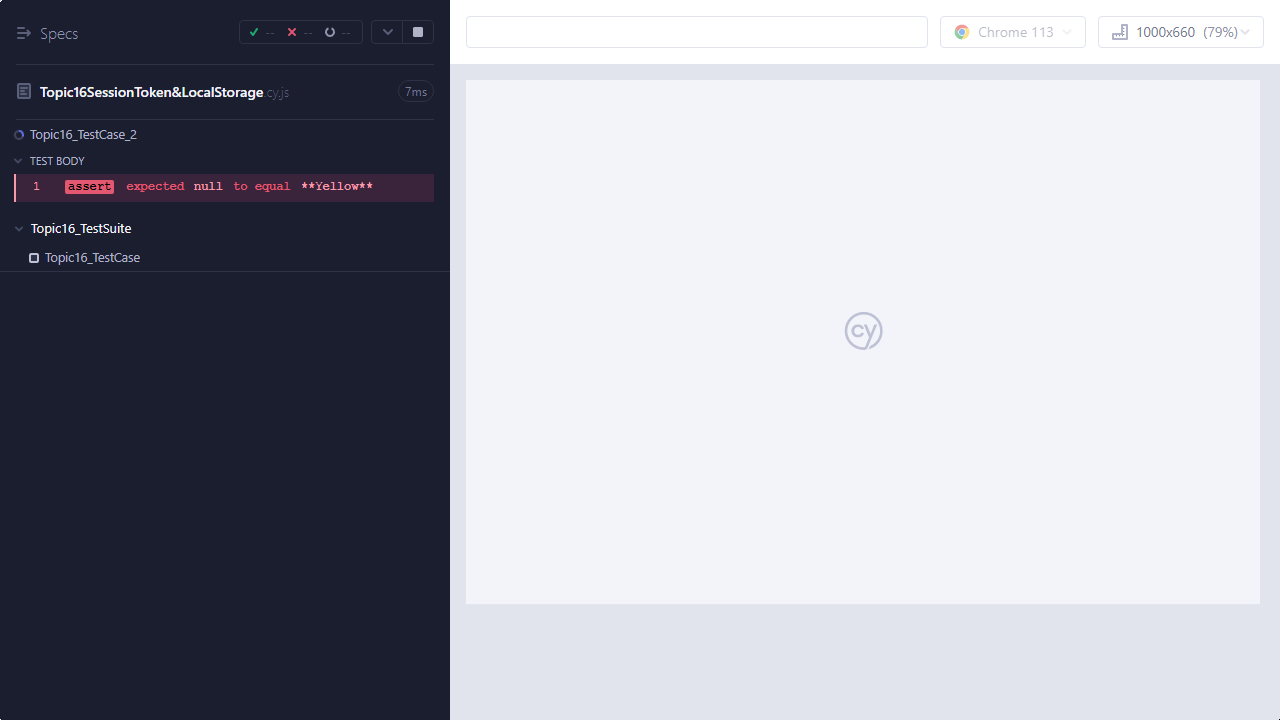 Specs -- -- --
Topic16SessionToken&LocalStorage cy.js 7ms
Topic16_TestCase_2
TEST BODY
1 assert expected null to equal **Yellow**
Topic16_TestSuite
Topic16_TestCase
Chrome 113
1000x660 (79%)
cy